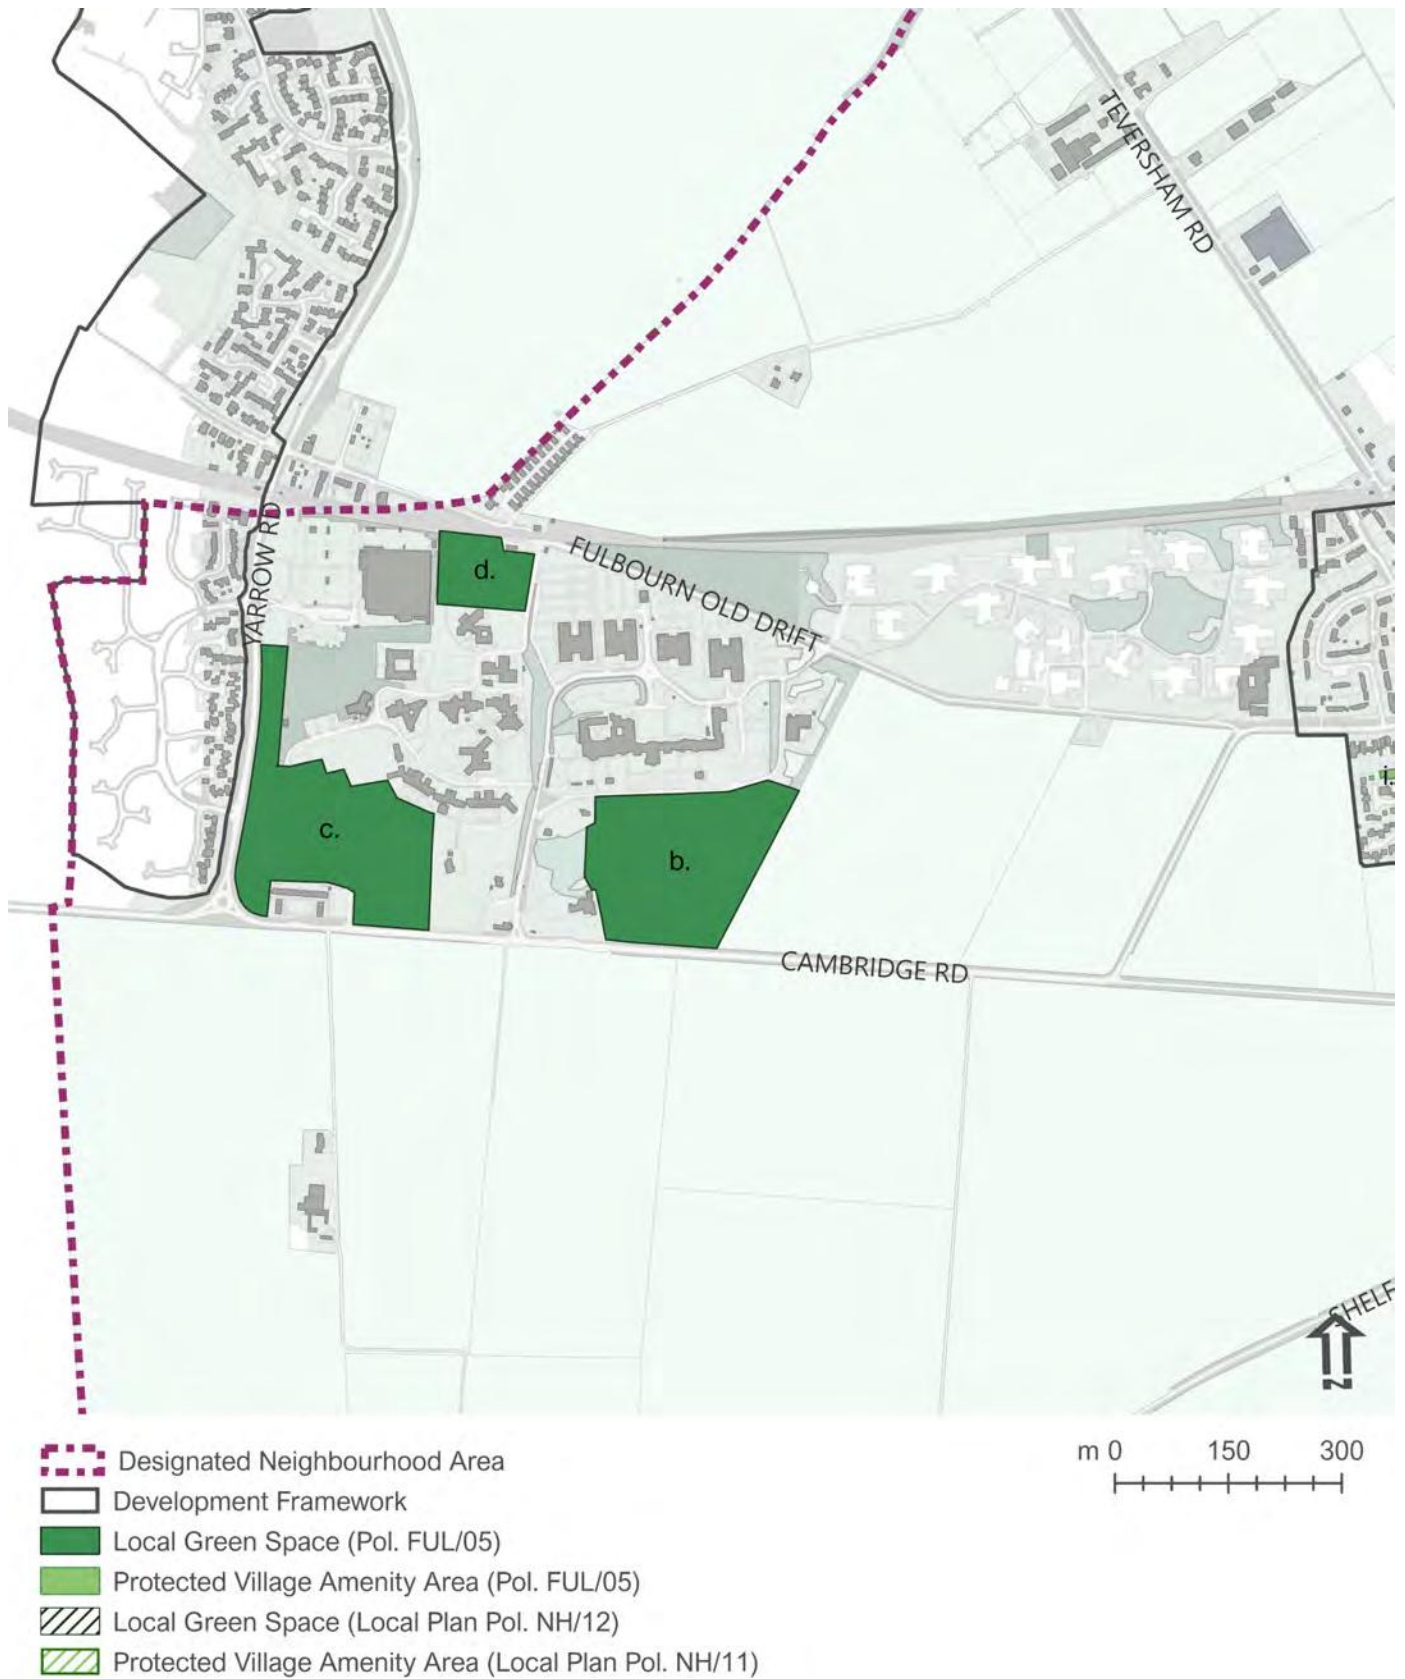 TEVERSHAM RD
YARROW RD
FULBOURN OLD DRIFT
d.
c.
b.
i.
CAMBRIDGE RD
SHELF
N
m 0 150 300
Designated Neighbourhood Area
Development Framework
Local Green Space (Pol. FUL/05)
Protected Village Amenity Area (Pol. FUL/05)
Local Green Space (Local Plan Pol. NH/12)
Protected Village Amenity Area (Local Plan Pol. NH/11)